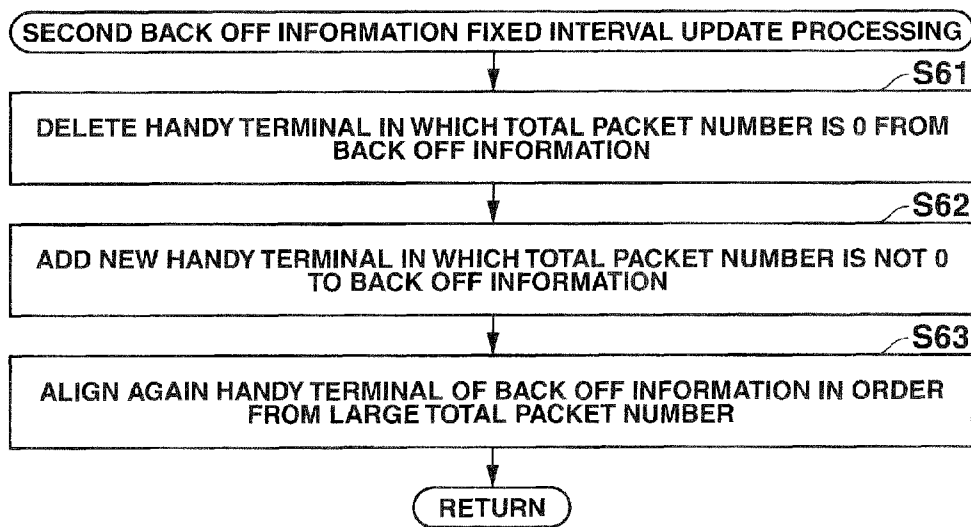 SECOND BACK OFF INFORMATION FIXED INTERVAL UPDATE PROCESSING
S61
DELETE HANDY TERMINAL IN WHICH TOTAL PACKET NUMBER IS 0 FROM
BACK OFF INFORMATION
S62
ADD NEW HANDY TERMINAL IN WHICH TOTAL PACKET NUMBER IS NOT 0
TO BACK OFF INFORMATION
S63
ALIGN AGAIN HANDY TERMINAL OF BACK OFF INFORMATION IN ORDER
FROM LARGE TOTAL PACKET NUMBER
RETURN